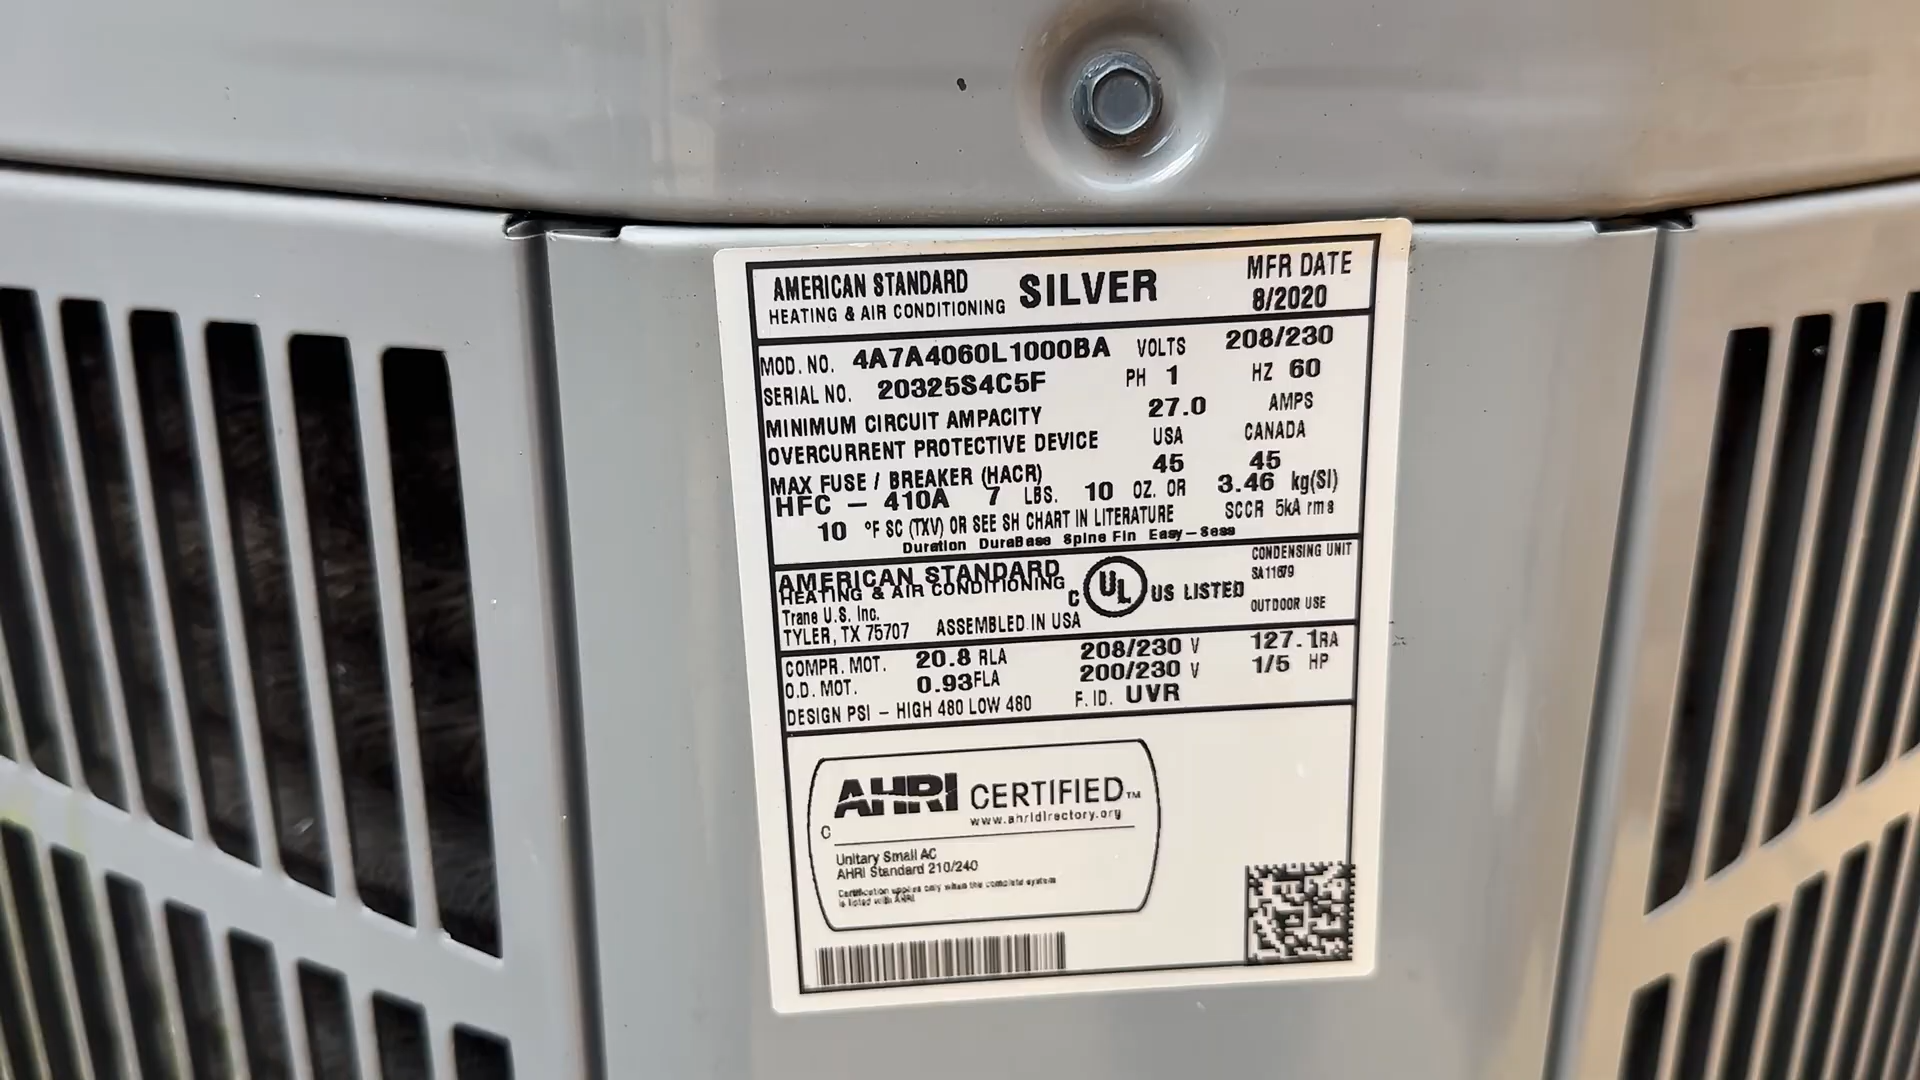 AMERICAN STANDARD SILVER MFR DATE
HEATING & AIR CONDITIONING 8/2020
MOD. NO. 4A7A4060L1000BA VOLTS 208/230
SERIAL NO. 20325S4C5F PH 1 HZ 60
MINIMUM CIRCUIT AMPACITY 27.0 AMPS
OVERCURRENT PROTECTIVE DEVICE USA CANADA
MAX FUSE / BREAKER (HACR) 45 45
HFC - 410A 7 LBS. 10 OZ. OR 3.46 kg(SI)
10 °F SC (TXV) OR SEE SH CHART IN LITERATURE SCCR 5kA rms
Duration DuraBase Spine Fin Easy-Sess
AMERICAN STANDARD
HEATING & AIR CONDITIONING
C UL US LISTED
CONDENSING UNIT
SA11679
OUTDOOR USE
Trane U.S. Inc.
TYLER, TX 75707 ASSEMBLED IN USA
COMPR. MOT. 20.8 RLA 208/230 V 127.1RA
O.D. MOT. 0.93FLA 200/230 V 1/5 HP
DESIGN PSI - HIGH 480 LOW 480 F. ID. UVR
AHRI CERTIFIED™
www.ahridirectory.org
C
Unitary Small AC
AHRI Standard 210/240
Certification applies only when the complete system
is listed with AHRI.